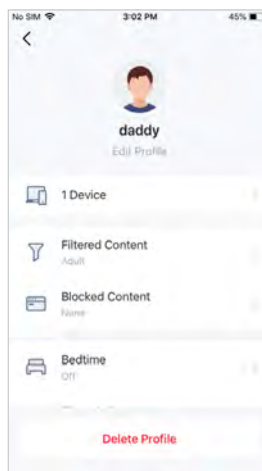 No SIM 3:02 PM 45%
daddy
Edit Profile
1 Device
Filtered Content
Adult
Blocked Content
None
Bedtime
Off
Delete Profile